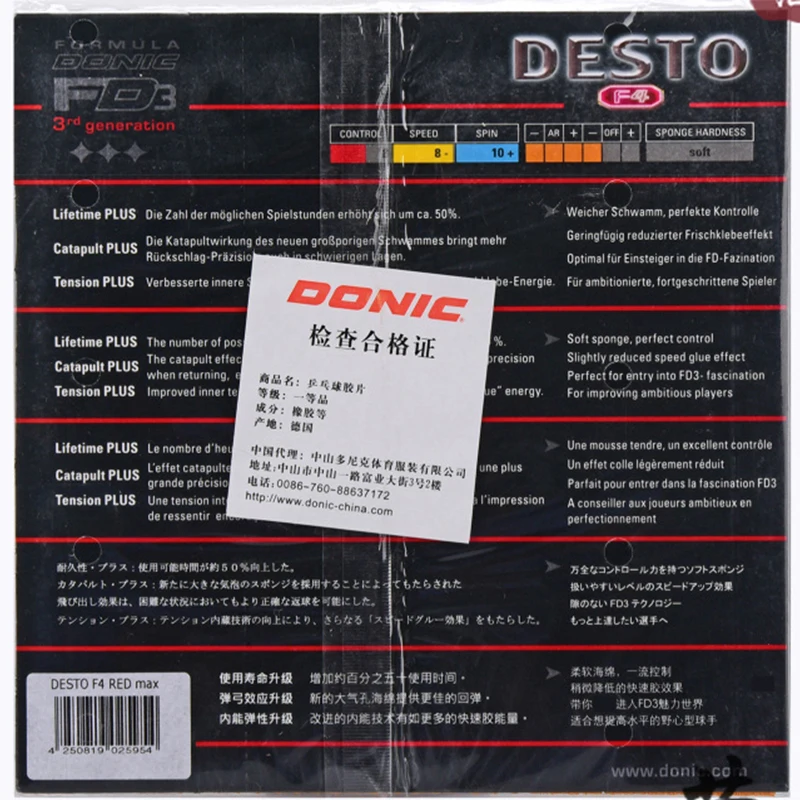 FORMULA
DONIC
FD3
3rd generation
DESTO
F4
CONTROL SPEED SPIN − AR + − OFF + SPONGE HARDNESS
8 - 10 + soft
Lifetime PLUS Die Zahl der möglichen Spielstunden erhöht sich um ca. 50%.
Catapult PLUS Die Katapultwirkung des neuen großporigen Schwammes bringt mehr
Rückschlag-Präzision auch in schwierigen Lagen.
Tension PLUS Verbesserte innere
be-Energie.
Weicher Schwamm, perfekte Kontrolle
Geringfügig reduzierter Frischklebeeffekt
Optimal für Einsteiger in die FD-Fazination
Für ambitionierte, fortgeschrittene Spieler
Lifetime PLUS The number of pos
%.
Catapult PLUS The catapult effec
precision
when returning, e
Tension PLUS Improved inner te
ue" energy.
Soft sponge, perfect control
Slightly reduced speed glue effect
Perfect for entry into FD3- fascination
For improving ambitious players
Lifetime PLUS Le nombre d'heu
Catapult PLUS L'effet catapulte
une plus
grande précisio
Tension PLUS Une tension int
l'impression
de ressentir
Une mousse tendre, un excellent contrôle
Un effet colle légèrement réduit
Parfait pour entrer dans la fascination FD3
A conseiller aux joueurs ambitieux en
perfectionnement
DONIC
检查合格证
商品名：乒乓球胶片
等级：一等品
成分：橡胶等
产地：德国
中国代理：中山多尼克体育服装有限公司
地址:中山市中山一路富业大街3号2楼
电话:0086-760-88637172
http://www.donic-china.com
耐久性・プラス：使用可能時間が約５０％向上した。
カタパルト・プラス：新たに大きな気泡のスポンジを採用することによってもたらされた
飛び出し効果は、困難な状況においてもより正確な返球を可能にした。
テンション・プラス：テンション内蔵技術の向上により、さらなる「スピードグルー効果」をもたらした。
万全なコントロール力を持つソフトスポンジ
扱いやすいレベルのスピードアップ効果
隙のない FD3 テクノロジー
もっと上達したい選手へ
使用寿命升级 增加约百分之五十使用时间。
弹弓效应升级 新的大气孔海绵提供更佳的回弹。
内能弹性升级 改进的内能技术有如更多的快速胶能量。
柔软海绵，一流控制
稍微降低的快速胶效果
带你 进入FD3魅力世界
适合想提高水平的野心型球手
DESTO F4 RED max
4 250819 025954
www.donic.com